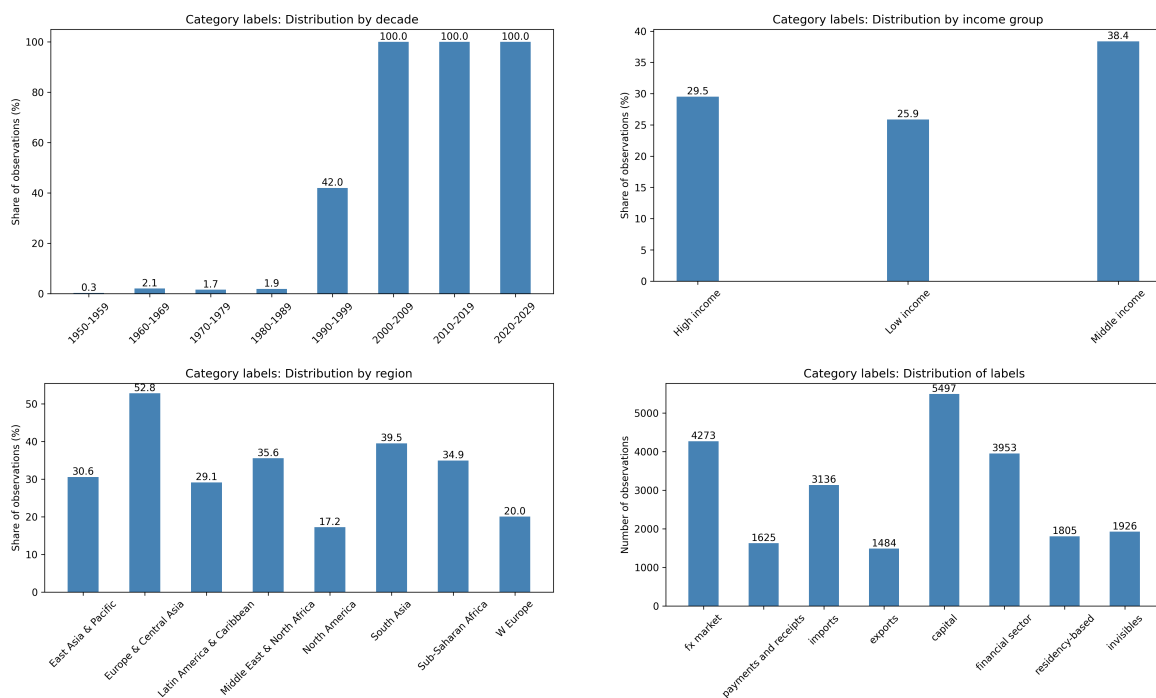 Category labels: Distribution by decade
Share of observations (%)
100
80
60
40
20
0
0.3
2.1
1.7
1.9
42.0
100.0
100.0
100.0
1950-1959
1960-1969
1970-1979
1980-1989
1990-1999
2000-2009
2010-2019
2020-2029
Category labels: Distribution by income group
Share of observations (%)
40
35
30
25
20
15
10
5
0
29.5
25.9
38.4
High income
Low income
Middle income
Category labels: Distribution by region
Share of observations (%)
50
40
30
20
10
0
30.6
52.8
29.1
35.6
17.2
39.5
34.9
20.0
East Asia & Pacific
Europe & Central Asia
Latin America & Caribbean
Middle East & North Africa
North America
South Asia
Sub-Saharan Africa
W Europe
Category labels: Distribution of labels
Number of observations
5000
4000
3000
2000
1000
0
4273
1625
3136
1484
5497
3953
1805
1926
fx market
payments and receipts
imports
exports
capital
financial sector
residency-based
invisibles